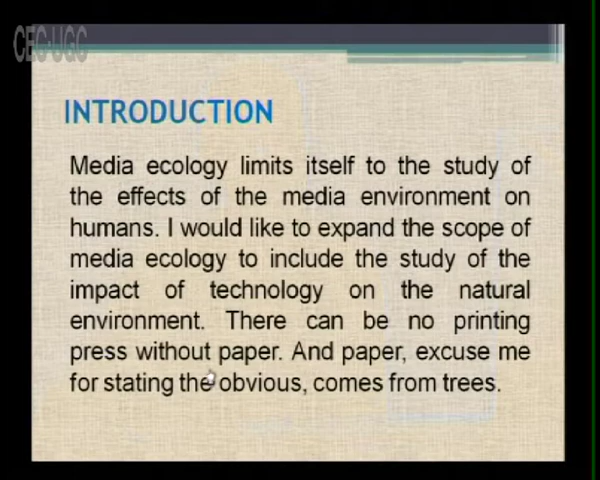 CEC-UGC
INTRODUCTION
Media ecology limits itself to the study of
the effects of the media environment on
humans. I would like to expand the scope of
media ecology to include the study of the
impact of technology on the natural
environment. There can be no printing
press without paper. And paper, excuse me
for stating the obvious, comes from trees.